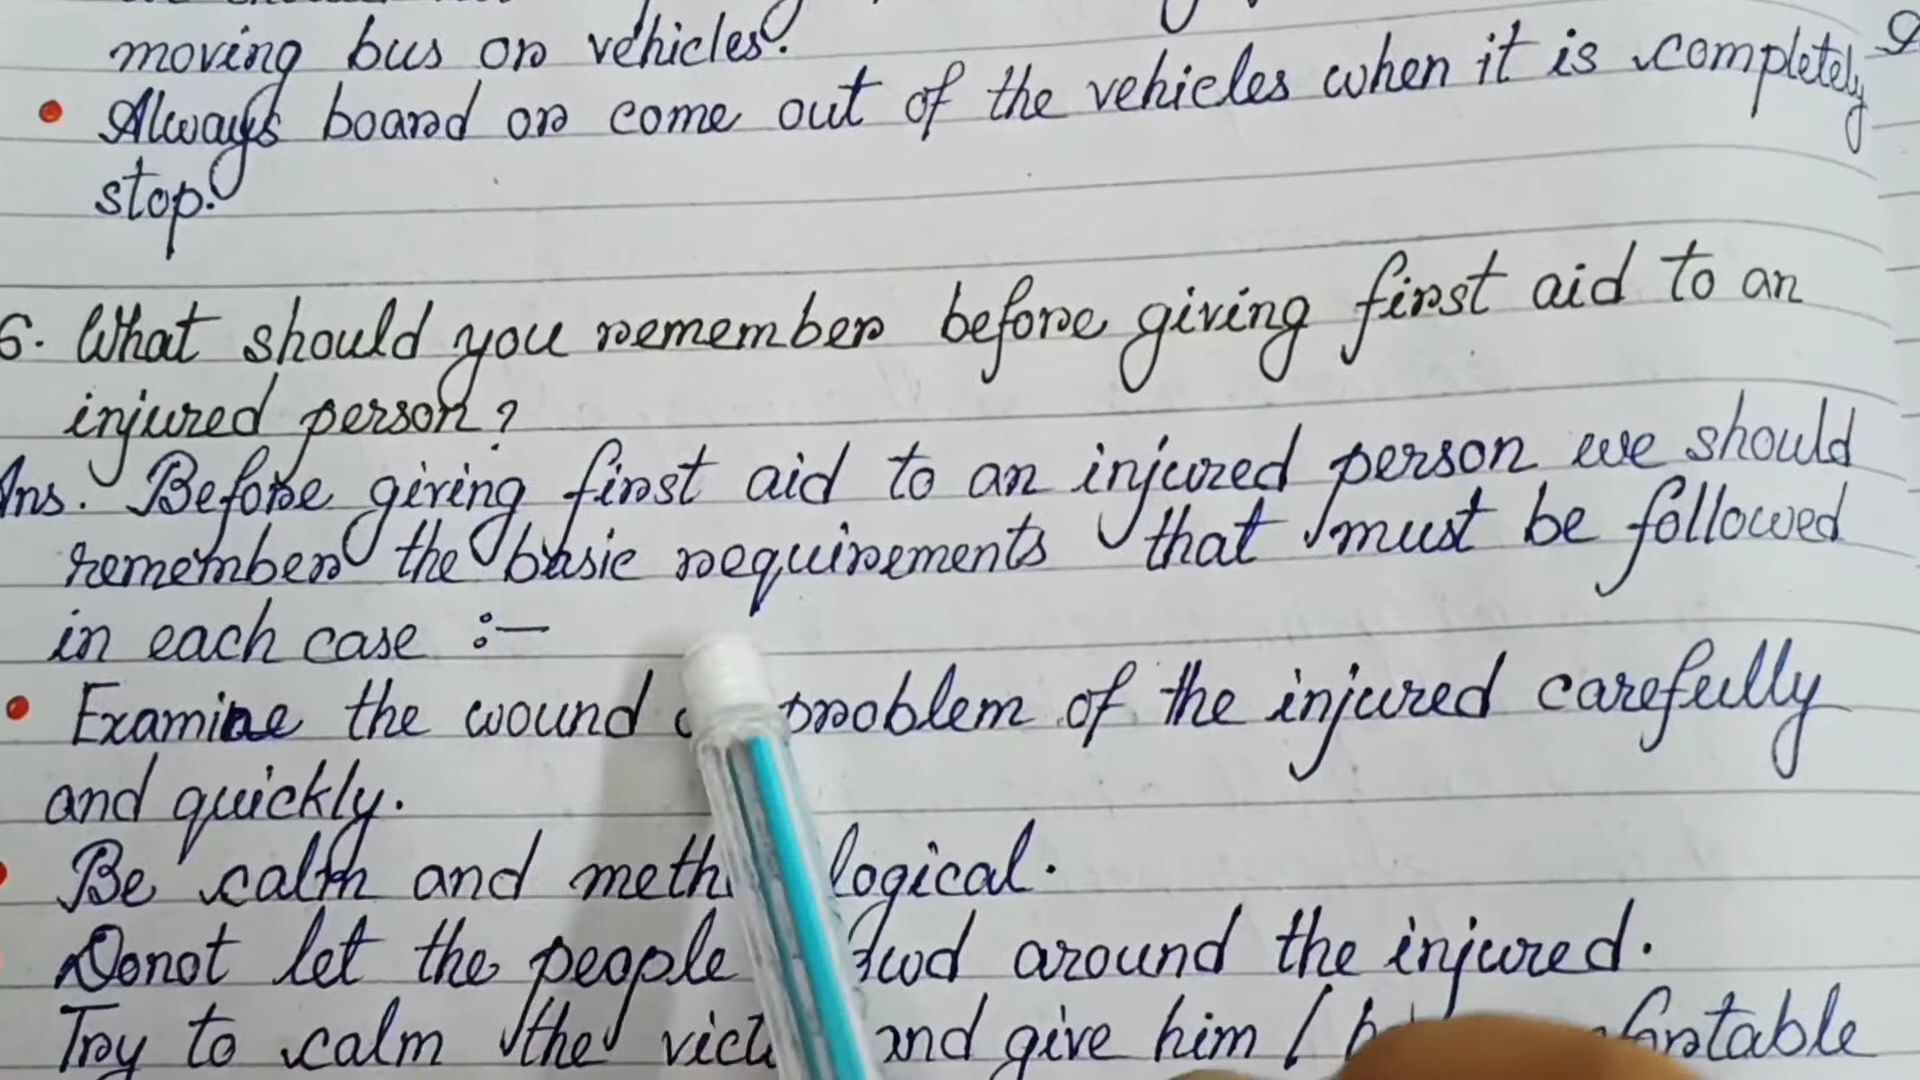 moving bus or vehicles.
• Always board or come out of the vehicles when it is completely
stop.
6. What should you remember before giving first aid to an
injured person?
Ans. Before giving first aid to an injured person we should
remember the basic requirements that must be followed
in each case :—
• Examine the wound problem of the injured carefully
and quickly.
• Be calm and logical.
Donot let the people around the injured.
Try to calm the and give him /